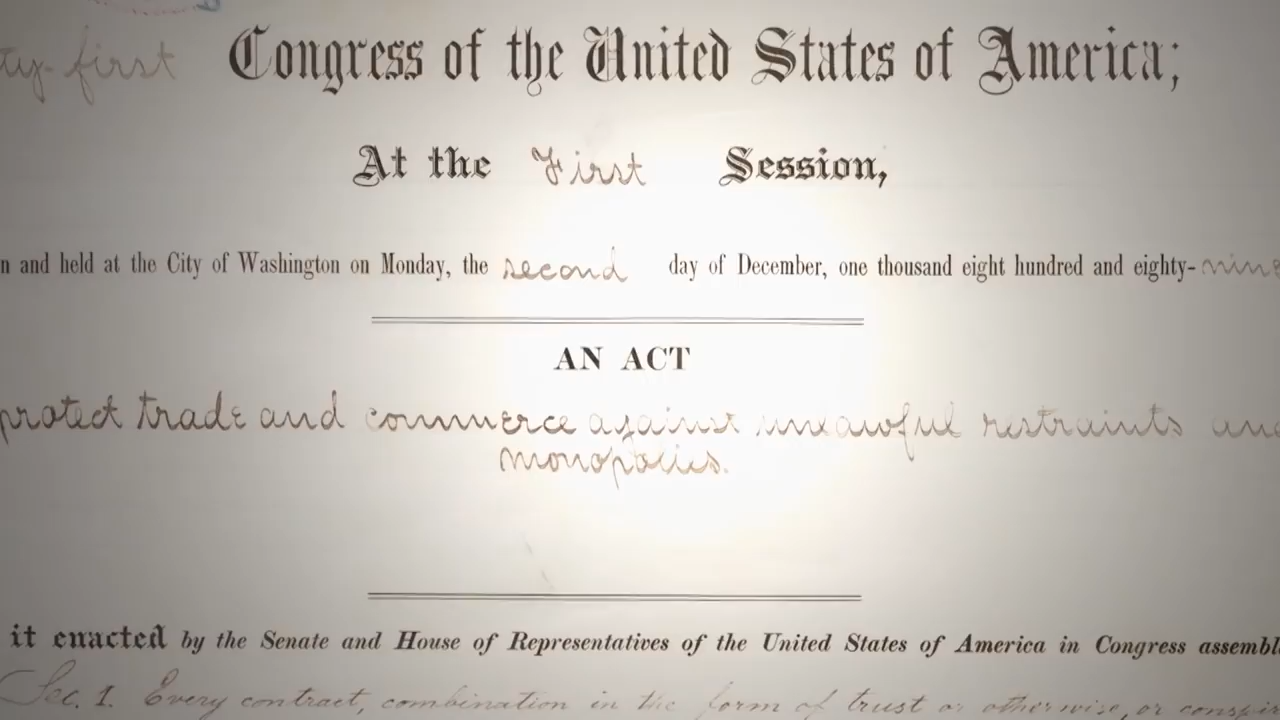 ty-first Congress of the United States of America;
At the First Session,
n and held at the City of Washington on Monday, the second day of December, one thousand eight hundred and eighty-nine
AN ACT
protect trade and commerce against unlawful restraints and
monopolies.
it enacted by the Senate and House of Representatives of the United States of America in Congress assembl
Sec. 1. Every contract, combination in the form of trust or otherwise, or conspir